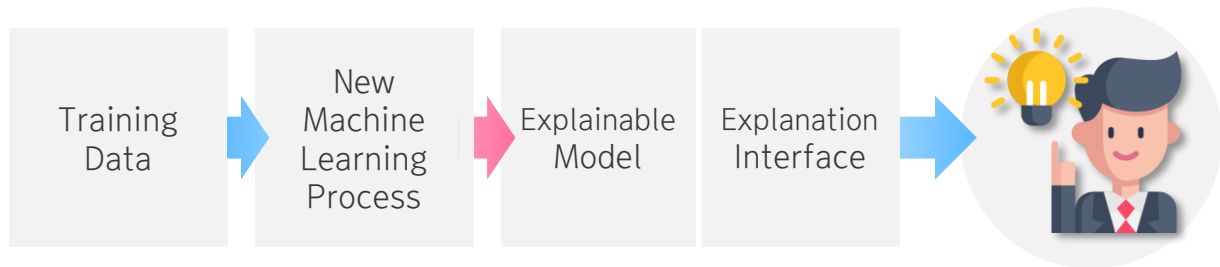 Training
Data
New
Machine
Learning
Process
Explainable
Model
Explanation
Interface